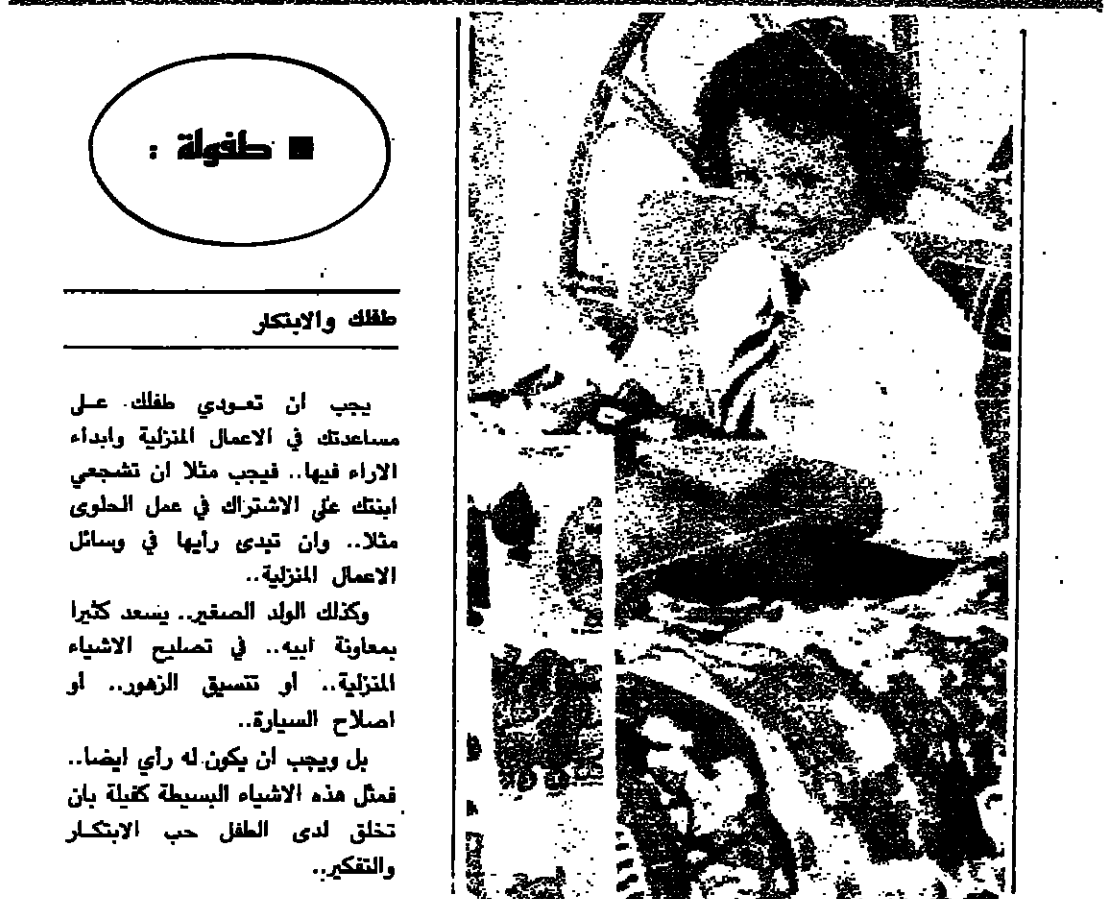 ■ طفولة :
طفلك والابتكار
يجب ان تعودي طفلك على
مساعدتك في الاعمال المنزلية وابداء
الاراء فيها.. فيجب مثلا ان تشجعي
ابنتك على الاشتراك في عمل الحلوى
مثلا.. وان تبدى رأيها في وسائل
الاعمال المنزلية..
وكذلك الولد الصغير.. يسعد كثيرا
بمعاونة ابيه.. في تصليح الاشياء
المنزلية.. أو تنسيق الزهور.. أو
اصلاح السيارة..
بل ويجب ان يكون له رأي ايضا..
فمثل هذه الاشياء البسيطة كفيلة بان
تخلق لدى الطفل حب الابتكار
والتفكير..